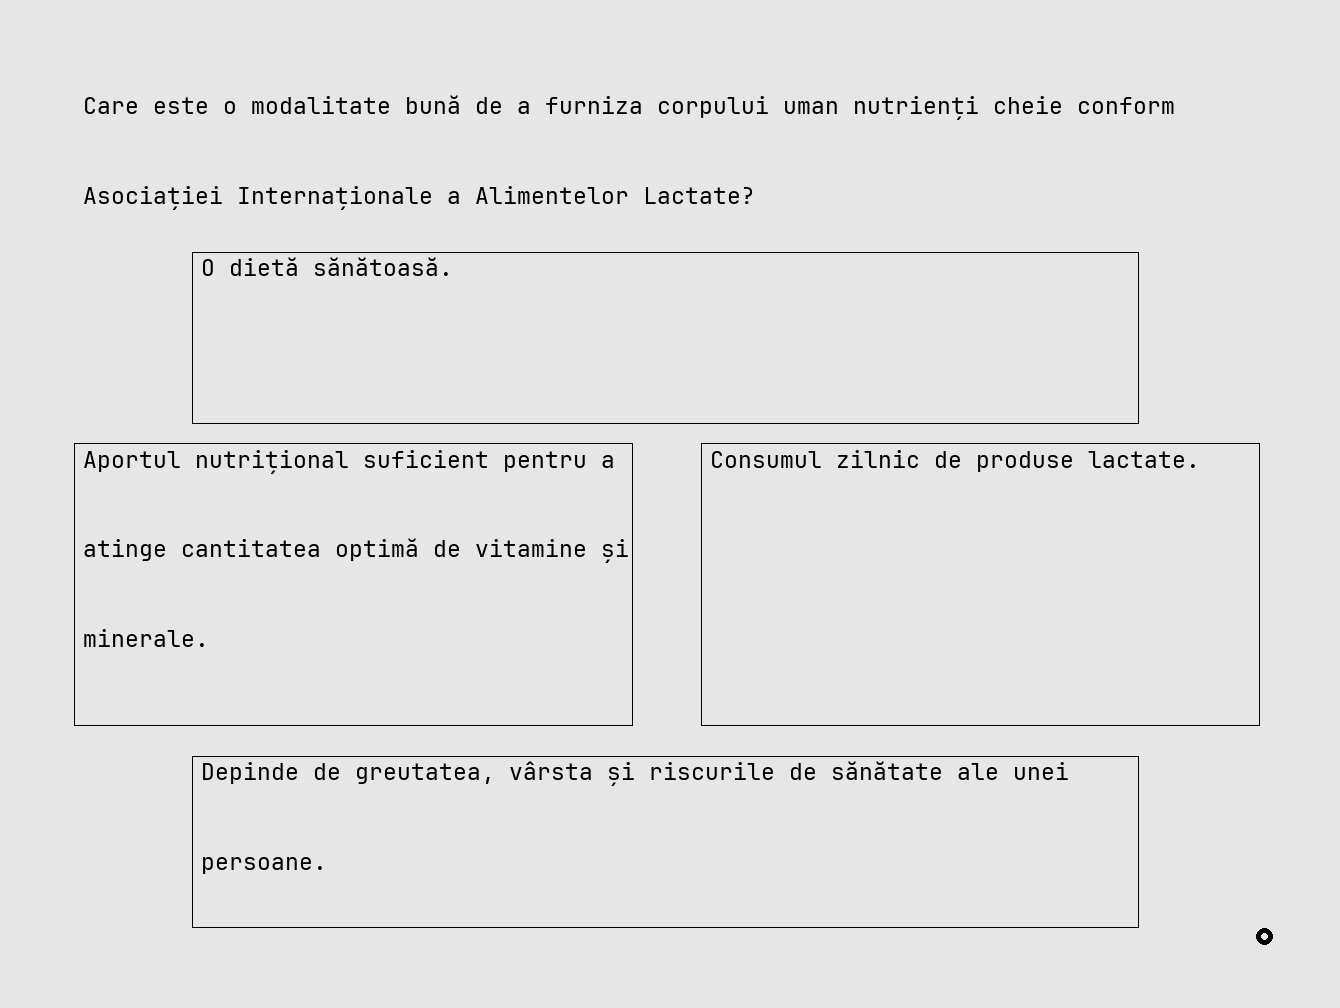 Care este o modalitate bună de a furniza corpului uman nutrienți cheie conform
Asociației Internaționale a Alimentelor Lactate?
O dietă sănătoasă.
Aportul nutrițional suficient pentru a
atinge cantitatea optimă de vitamine și
minerale.
Consumul zilnic de produse lactate.
Depinde de greutatea, vârsta și riscurile de sănătate ale unei
persoane.